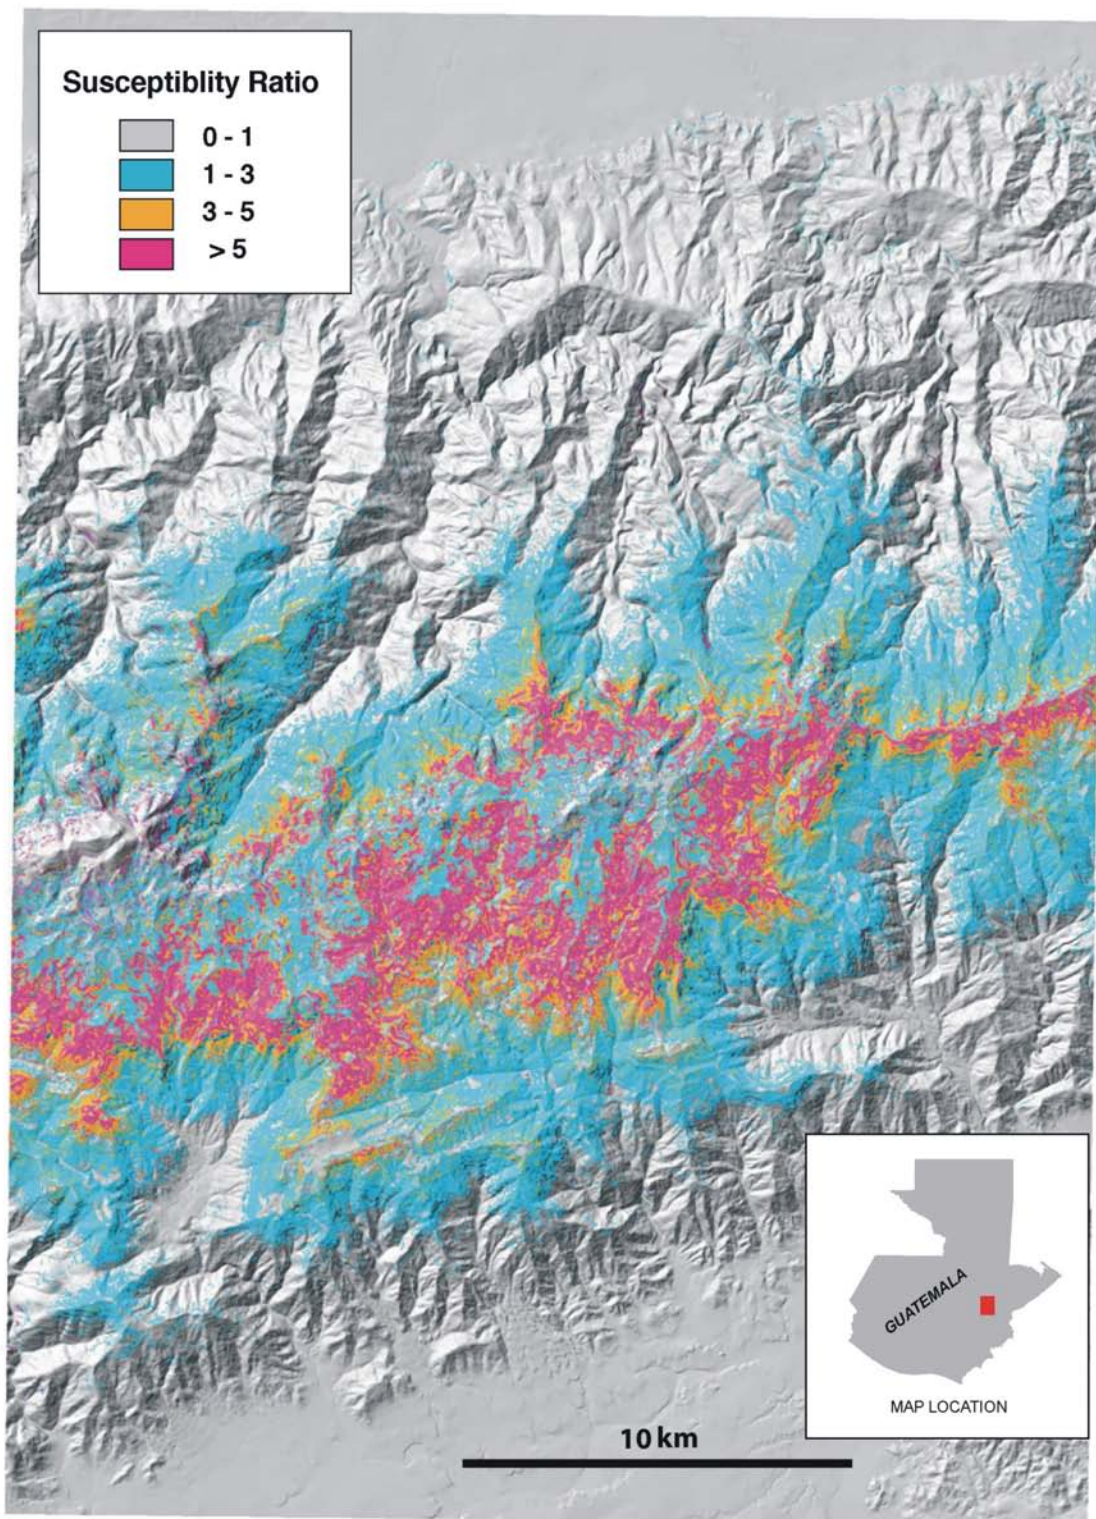 Susceptiblity Ratio
0 - 1
1 - 3
3 - 5
> 5
GUATEMALA
MAP LOCATION
10 km